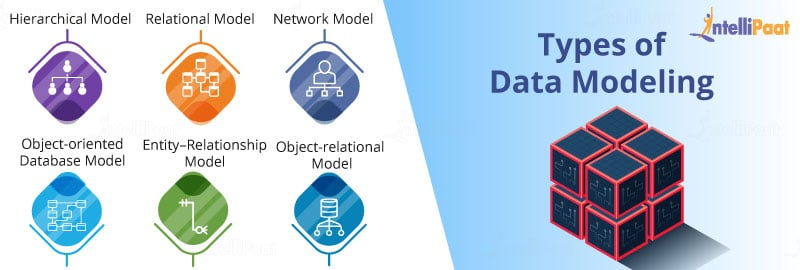 Hierarchical Model
Relational Model
Network Model
Object-oriented
Database Model
Entity–Relationship
Model
Object-relational
Model
IntelliPaat
Types of
Data Modeling